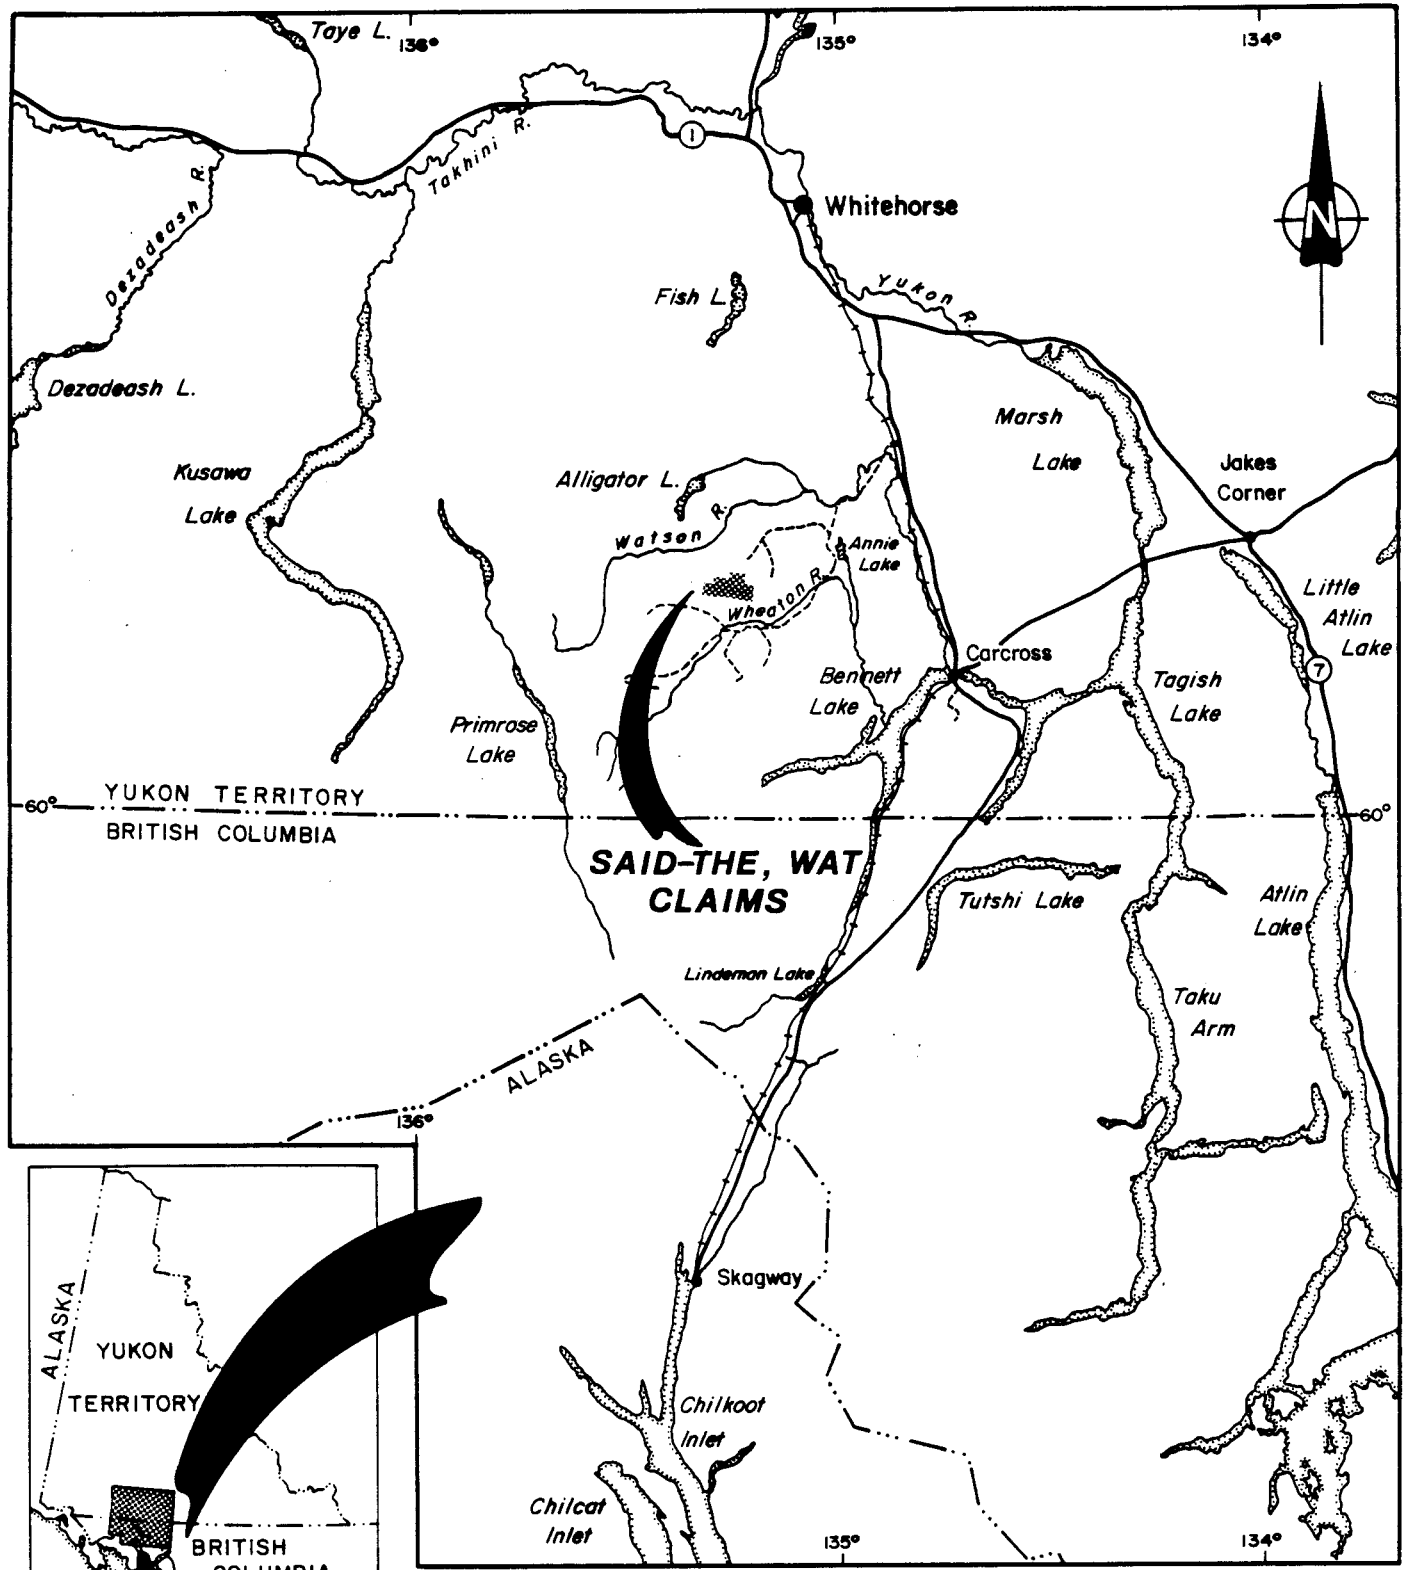 Taye L.
136°
135°
134°
1
Takhini R.
Dezadeash R.
Whitehorse
N
Fish L.
Yukon R.
Dezadeash L.
Marsh
Lake
Kusawa
Lake
Alligator L.
Jakes
Corner
Watson R.
Annie
Lake
Wheaton R.
Little
Atlin
Lake
Carcross
7
Bennett
Lake
Tagish
Lake
Primrose
Lake
YUKON TERRITORY
60°
60°
BRITISH COLUMBIA
SAID-THE, WAT
CLAIMS
Tutshi Lake
Atlin
Lake
Lindeman Lake
Taku
Arm
ALASKA
136°
Skagway
ALASKA
YUKON
TERRITORY
Chilkoot
Inlet
Chilcat
Inlet
135°
134°
BRITISH
COLUMBIA